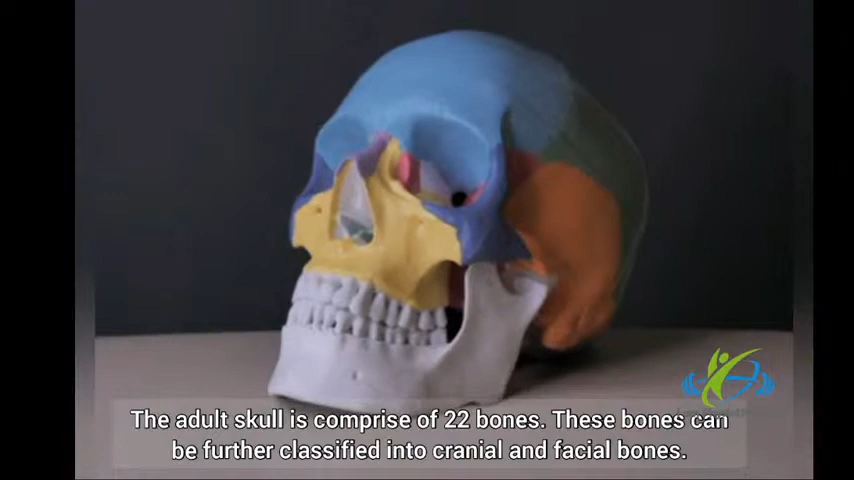 The adult skull is comprise of 22 bones. These bones can
be further classified into cranial and facial bones.